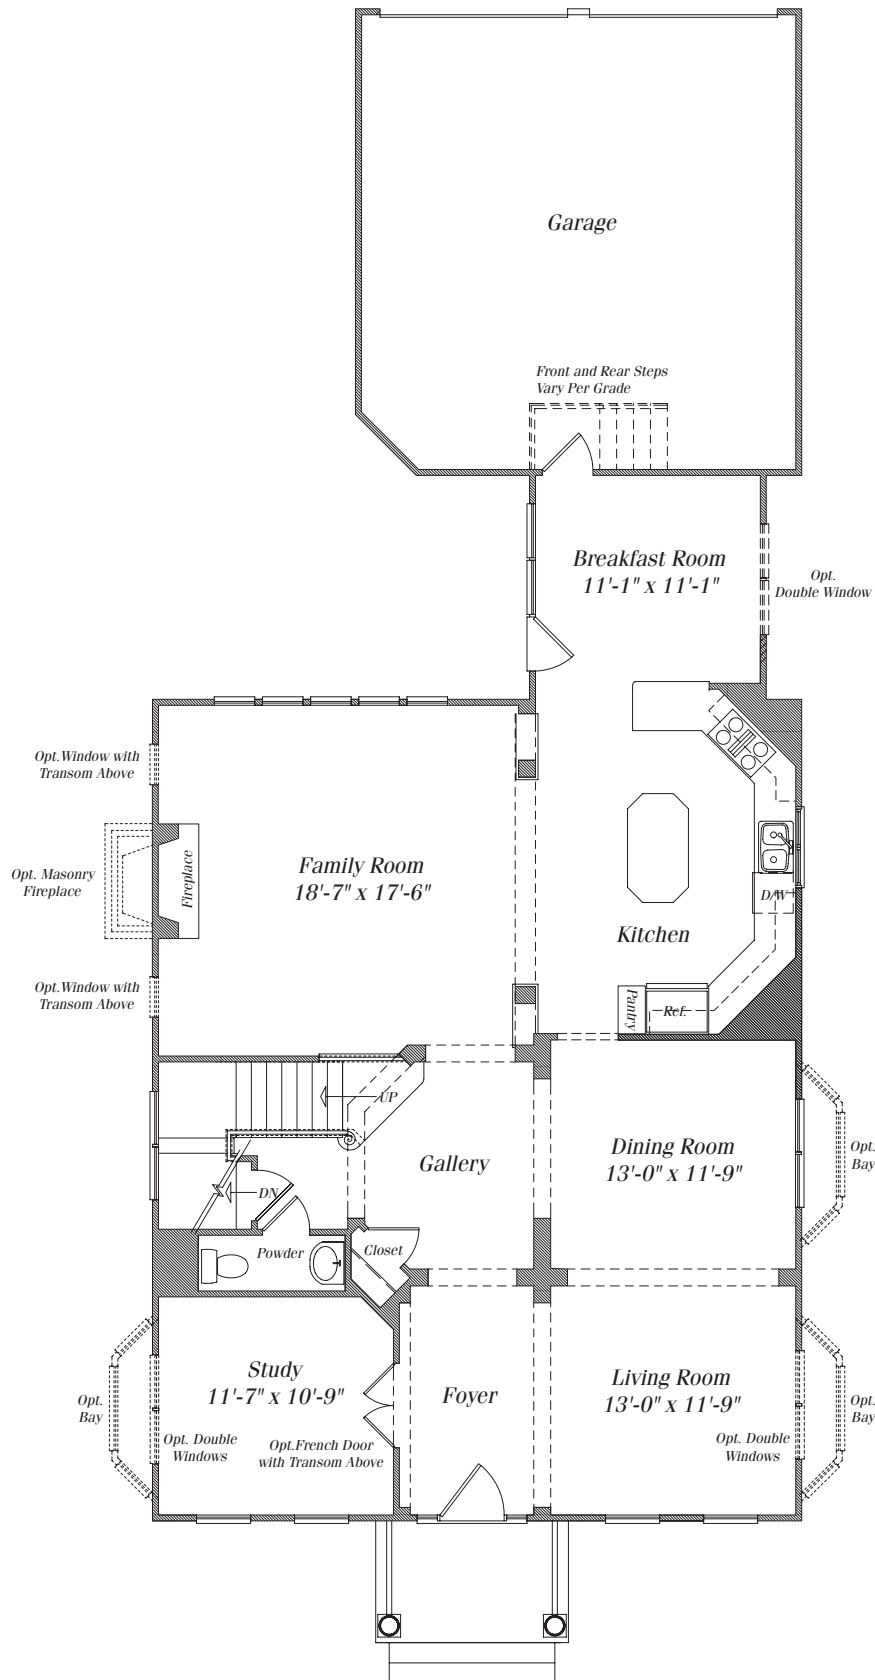 Garage
Front and Rear Steps
Vary Per Grade
Breakfast Room
11'-1" x 11'-1"
Opt.
Double Window
Opt.Window with
Transom Above
Opt. Masonry
Fireplace
Fireplace
Family Room
18'-7" x 17'-6"
D/W
Kitchen
Opt.Window with
Transom Above
Pantry
Ref.
UP
Gallery
Dining Room
13'-0" x 11'-9"
Opt.
Bay
DN
Powder
Closet
Study
11'-7" x 10'-9"
Foyer
Living Room
13'-0" x 11'-9"
Opt.
Bay
Opt. Double
Windows
Opt.French Door
with Transom Above
Opt. Double
Windows
Opt.
Bay